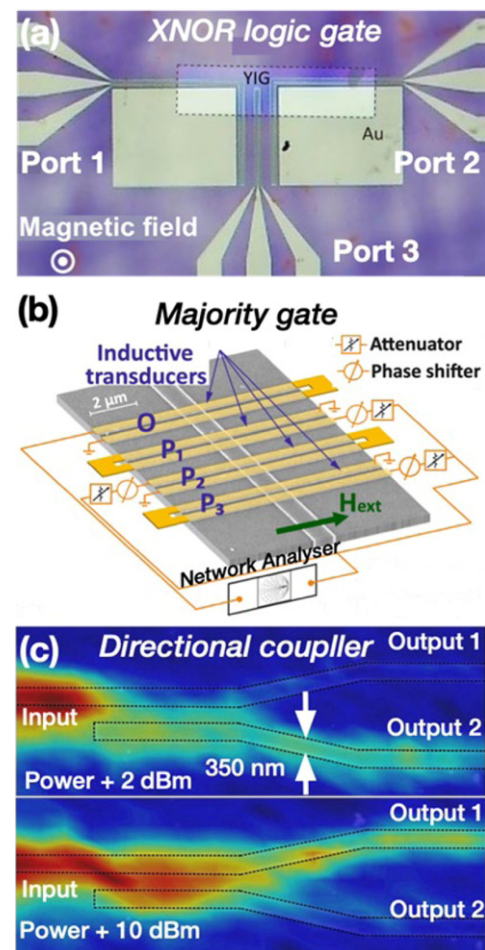 (a) XNOR logic gate
YIG
Au
Port 1
Port 2
Magnetic field
Port 3
(b) Majority gate
Inductive
transducers
Attenuator
Phase shifter
2 μm
O
P1
P2
P3
Hext
Network Analyser
(c) Directional coupller
Output 1
Input
Output 2
350 nm
Power + 2 dBm
Output 1
Input
Output 2
Power + 10 dBm